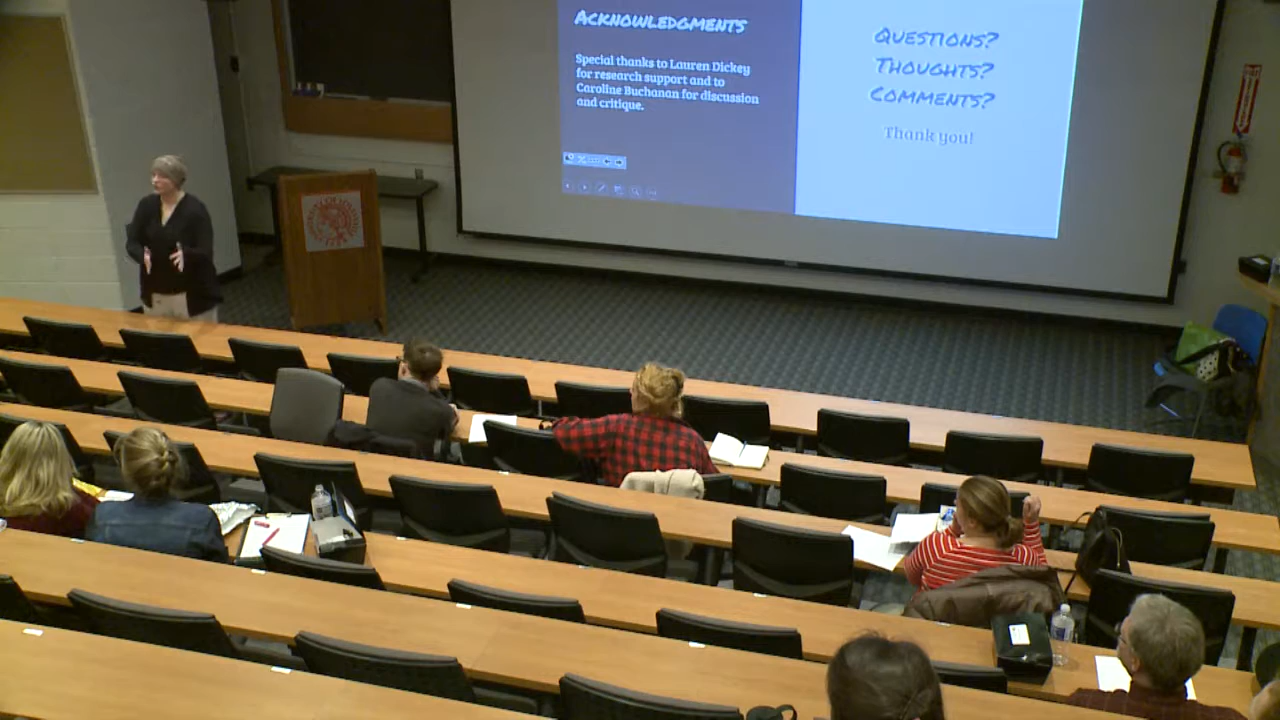 Acknowledgments
Special thanks to Lauren Dickey
for research support and to
Caroline Buchanan for discussion
and critique.
Questions?
Thoughts?
Comments?
Thank you!